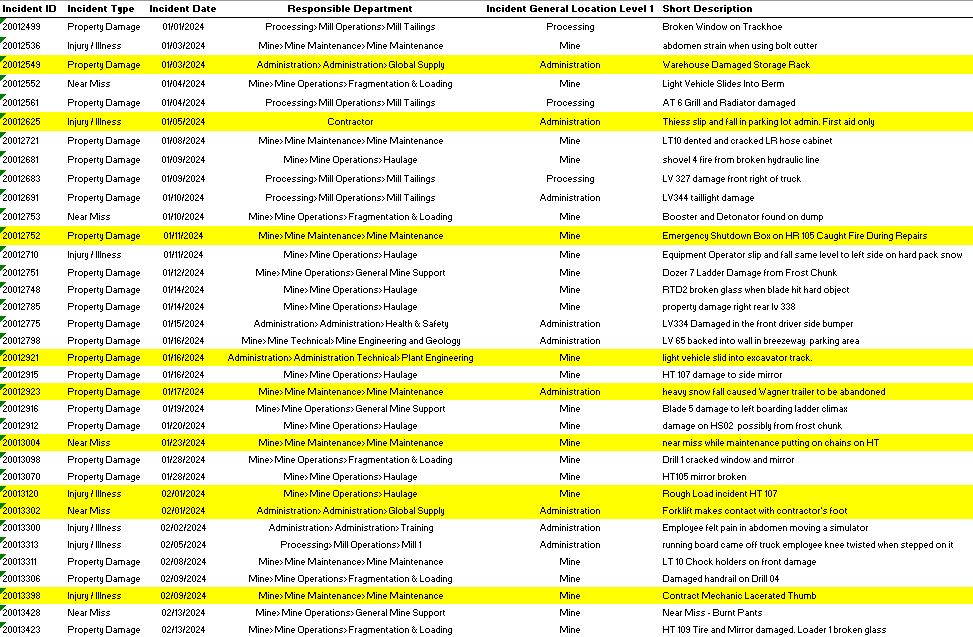 Incident ID Incident Type Incident Date Responsible Department Incident General Location Level 1 Short Description
20012499 Property Damage 01/01/2024 Processing>Mill Operations>Mill Tailings Processing Broken Window on Trackhoe
20012536 Injury / Illness 01/03/2024 Mine>Mine Maintenance>Mine Maintenance Mine abdomen strain when using bolt cutter
20012549 Property Damage 01/03/2024 Administration>Administration>Global Supply Administration Warehouse Damaged Storage Rack
20012552 Near Miss 01/04/2024 Mine>Mine Operations>Fragmentation & Loading Mine Light Vehicle Slides Into Berm
20012561 Property Damage 01/04/2024 Processing>Mill Operations>Mill Tailings Processing AT 6 Grill and Radiator damaged
20012625 Injury / Illness 01/05/2024 Contractor Administration Thiess slip and fall in parking lot admin. First aid only
20012721 Property Damage 01/08/2024 Mine>Mine Maintenance>Mine Maintenance Mine LT10 dented and cracked LR hose cabinet
20012681 Property Damage 01/09/2024 Mine>Mine Operations>Haulage Mine shovel 4 fire from broken hydraulic line
20012683 Property Damage 01/09/2024 Processing>Mill Operations>Mill Tailings Processing LV 327 damage front right of truck
20012691 Property Damage 01/10/2024 Processing>Mill Operations>Mill Tailings Administration LV344 taillight damage
20012753 Near Miss 01/10/2024 Mine>Mine Operations>Fragmentation & Loading Mine Booster and Detonator found on dump
20012752 Property Damage 01/11/2024 Mine>Mine Maintenance>Mine Maintenance Mine Emergency Shutdown Box on HR 105 Caught Fire During Repairs
20012710 Injury / Illness 01/11/2024 Mine>Mine Operations>Haulage Mine Equipment Operator slip and fall same level to left side on hard pack snow
20012751 Property Damage 01/12/2024 Mine>Mine Operations>General Mine Support Mine Dozer 7 Ladder Damage from Frost Chunk
20012748 Property Damage 01/14/2024 Mine>Mine Operations>Haulage Mine RTD2 broken glass when blade hit hard object
20012785 Property Damage 01/14/2024 Mine>Mine Operations>Haulage Mine property damage right rear lv 338
20012775 Property Damage 01/15/2024 Administration>Administration>Health & Safety Administration LV334 Damaged in the front driver side bumper
20012798 Property Damage 01/16/2024 Mine>Mine Technical>Mine Engineering and Geology Administration LV 65 backed into wall in breezeway parking area
20012921 Property Damage 01/16/2024 Administration>Administration Technical>Plant Engineering Mine light vehicle slid into excavator track.
20012915 Property Damage 01/16/2024 Mine>Mine Operations>Haulage Mine HT 107 damage to side mirror
20012923 Property Damage 01/17/2024 Mine>Mine Maintenance>Mine Maintenance Administration heavy snow fall caused Wagner trailer to be abandoned
20012916 Property Damage 01/19/2024 Mine>Mine Operations>General Mine Support Mine Blade 5 damage to left boarding ladder climax
20012912 Property Damage 01/20/2024 Mine>Mine Operations>Haulage Mine damage on HS02 possibly from frost chunk
20013004 Near Miss 01/23/2024 Mine>Mine Maintenance>Mine Maintenance Mine near miss while maintenance putting on chains on HT
20013098 Property Damage 01/28/2024 Mine>Mine Operations>Fragmentation & Loading Mine Drill 1 cracked window and mirror
20013070 Property Damage 01/28/2024 Mine>Mine Operations>Haulage Mine HT105 mirror broken
20013120 Injury / Illness 02/01/2024 Mine>Mine Operations>Haulage Mine Rough Load incident HT 107
20013302 Near Miss 02/01/2024 Administration>Administration>Global Supply Administration Forklift makes contact with contractor's foot
20013300 Injury / Illness 02/02/2024 Administration>Administration>Training Administration Employee felt pain in abdomen moving a simulator
20013313 Injury / Illness 02/05/2024 Processing>Mill Operations>Mill 1 Administration running board came off truck employee knee twisted when stepped on it
20013311 Property Damage 02/08/2024 Mine>Mine Maintenance>Mine Maintenance Mine LT 10 Chock holders on front damage
20013306 Property Damage 02/09/2024 Mine>Mine Operations>Fragmentation & Loading Mine Damaged handrail on Drill 04
20013398 Injury / Illness 02/09/2024 Mine>Mine Maintenance>Mine Maintenance Mine Contract Mechanic Lacerated Thumb
20013428 Near Miss 02/13/2024 Mine>Mine Operations>General Mine Support Mine Near Miss - Burnt Pants
20013423 Property Damage 02/13/2024 Mine>Mine Operations>Fragmentation & Loading Mine HT 109 Tire and Mirror damaged. Loader 1 broken glass